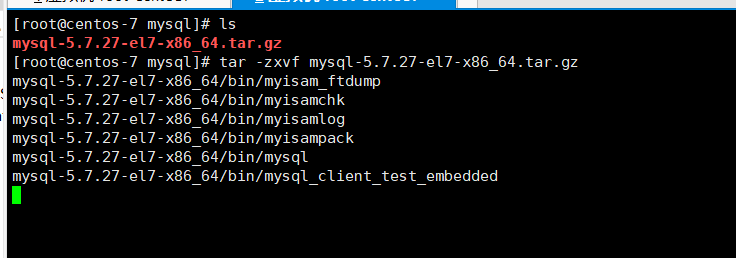 [root@centos-7 mysql]# ls
mysql-5.7.27-el7-x86_64.tar.gz
[root@centos-7 mysql]# tar -zxvf mysql-5.7.27-el7-x86_64.tar.gz
mysql-5.7.27-el7-x86_64/bin/myisam_ftdump
mysql-5.7.27-el7-x86_64/bin/myisamchk
mysql-5.7.27-el7-x86_64/bin/myisamlog
mysql-5.7.27-el7-x86_64/bin/myisampack
mysql-5.7.27-el7-x86_64/bin/mysql
mysql-5.7.27-el7-x86_64/bin/mysql_client_test_embedded